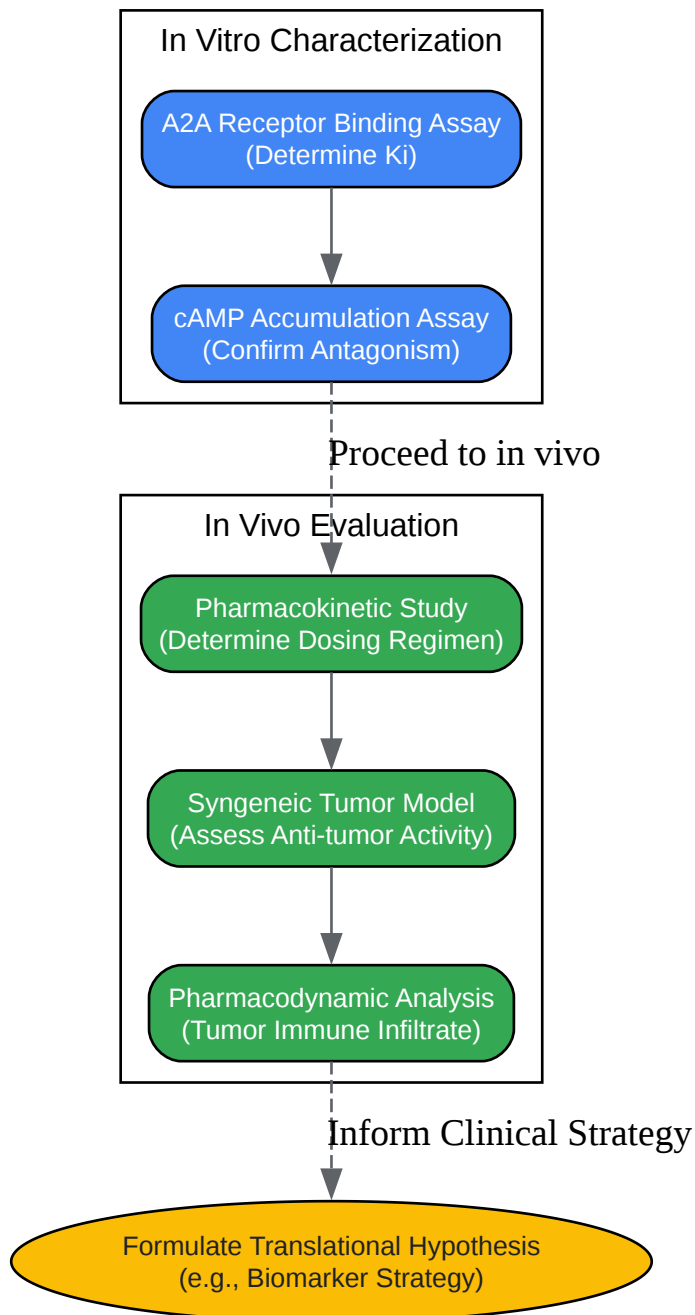 In Vitro Characterization
A2A Receptor Binding Assay
(Determine Ki)
cAMP Accumulation Assay
(Confirm Antagonism)
Proceed to in vivo
In Vivo Evaluation
Pharmacokinetic Study
(Determine Dosing Regimen)
Syngeneic Tumor Model
(Assess Anti-tumor Activity)
Pharmacodynamic Analysis
(Tumor Immune Infiltrate)
Inform Clinical Strategy
Formulate Translational Hypothesis
(e.g., Biomarker Strategy)